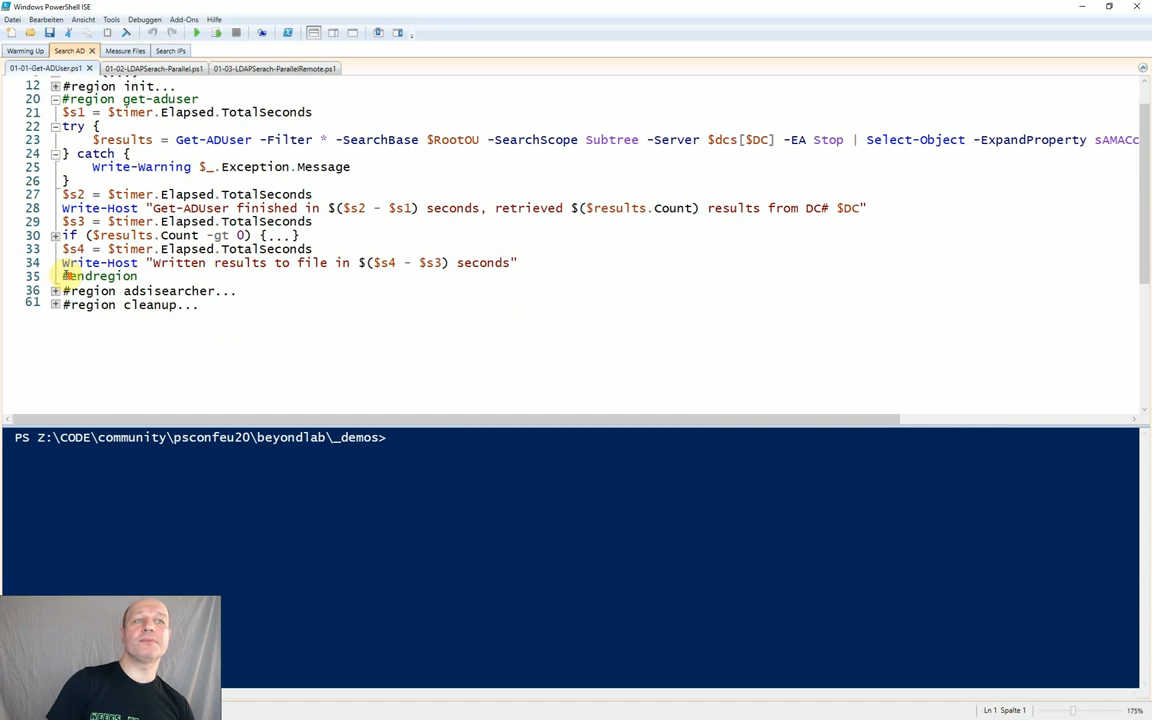 Windows PowerShell ISE
Datei Bearbeiten Ansicht Tools Debuggen Add-Ons Hilfe
Warming Up Search AD Measure Files Search IPs
01-01-Get-ADUser.ps1 01-02-LDAPSerach-Parallel.ps1 01-03-LDAPSerach-ParallelRemote.ps1
12 #region init...
20 #region get-aduser
21 $s1 = $timer.Elapsed.TotalSeconds
22 try {
23 $results = Get-ADUser -Filter * -SearchBase $RootOU -SearchScope Subtree -Server $dcs[$DC] -EA Stop | Select-Object -ExpandProperty sAMACc
24 } catch {
25 Write-Warning $_.Exception.Message
26 }
27 $s2 = $timer.Elapsed.TotalSeconds
28 Write-Host "Get-ADUser finished in $($s2 - $s1) seconds, retrieved $($results.Count) results from DC# $DC"
29 $s3 = $timer.Elapsed.TotalSeconds
30 if ($results.Count -gt 0) {...}
33 $s4 = $timer.Elapsed.TotalSeconds
34 Write-Host "Written results to file in $($s4 - $s3) seconds"
35 #endregion
36 #region adsisearcher...
61 #region cleanup...
PS Z:\CODE\community\psconfeu20\beyondlab\_demos>
Ln 1 Spalte 1 175%